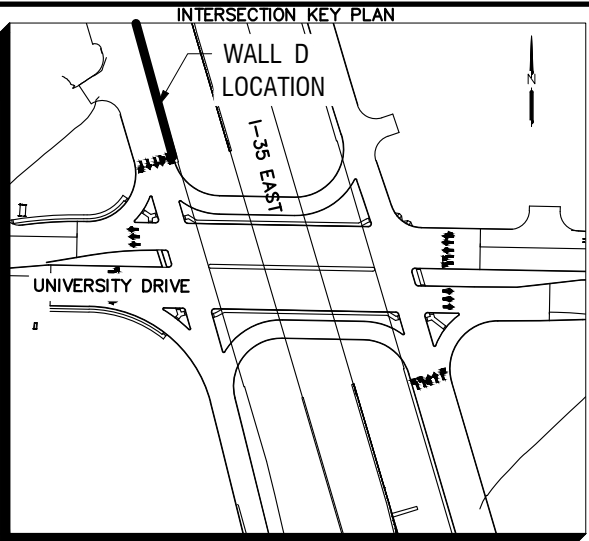 INTERSECTION KEY PLAN
WALL D
LOCATION
N
I-35 EAST
UNIVERSITY DRIVE